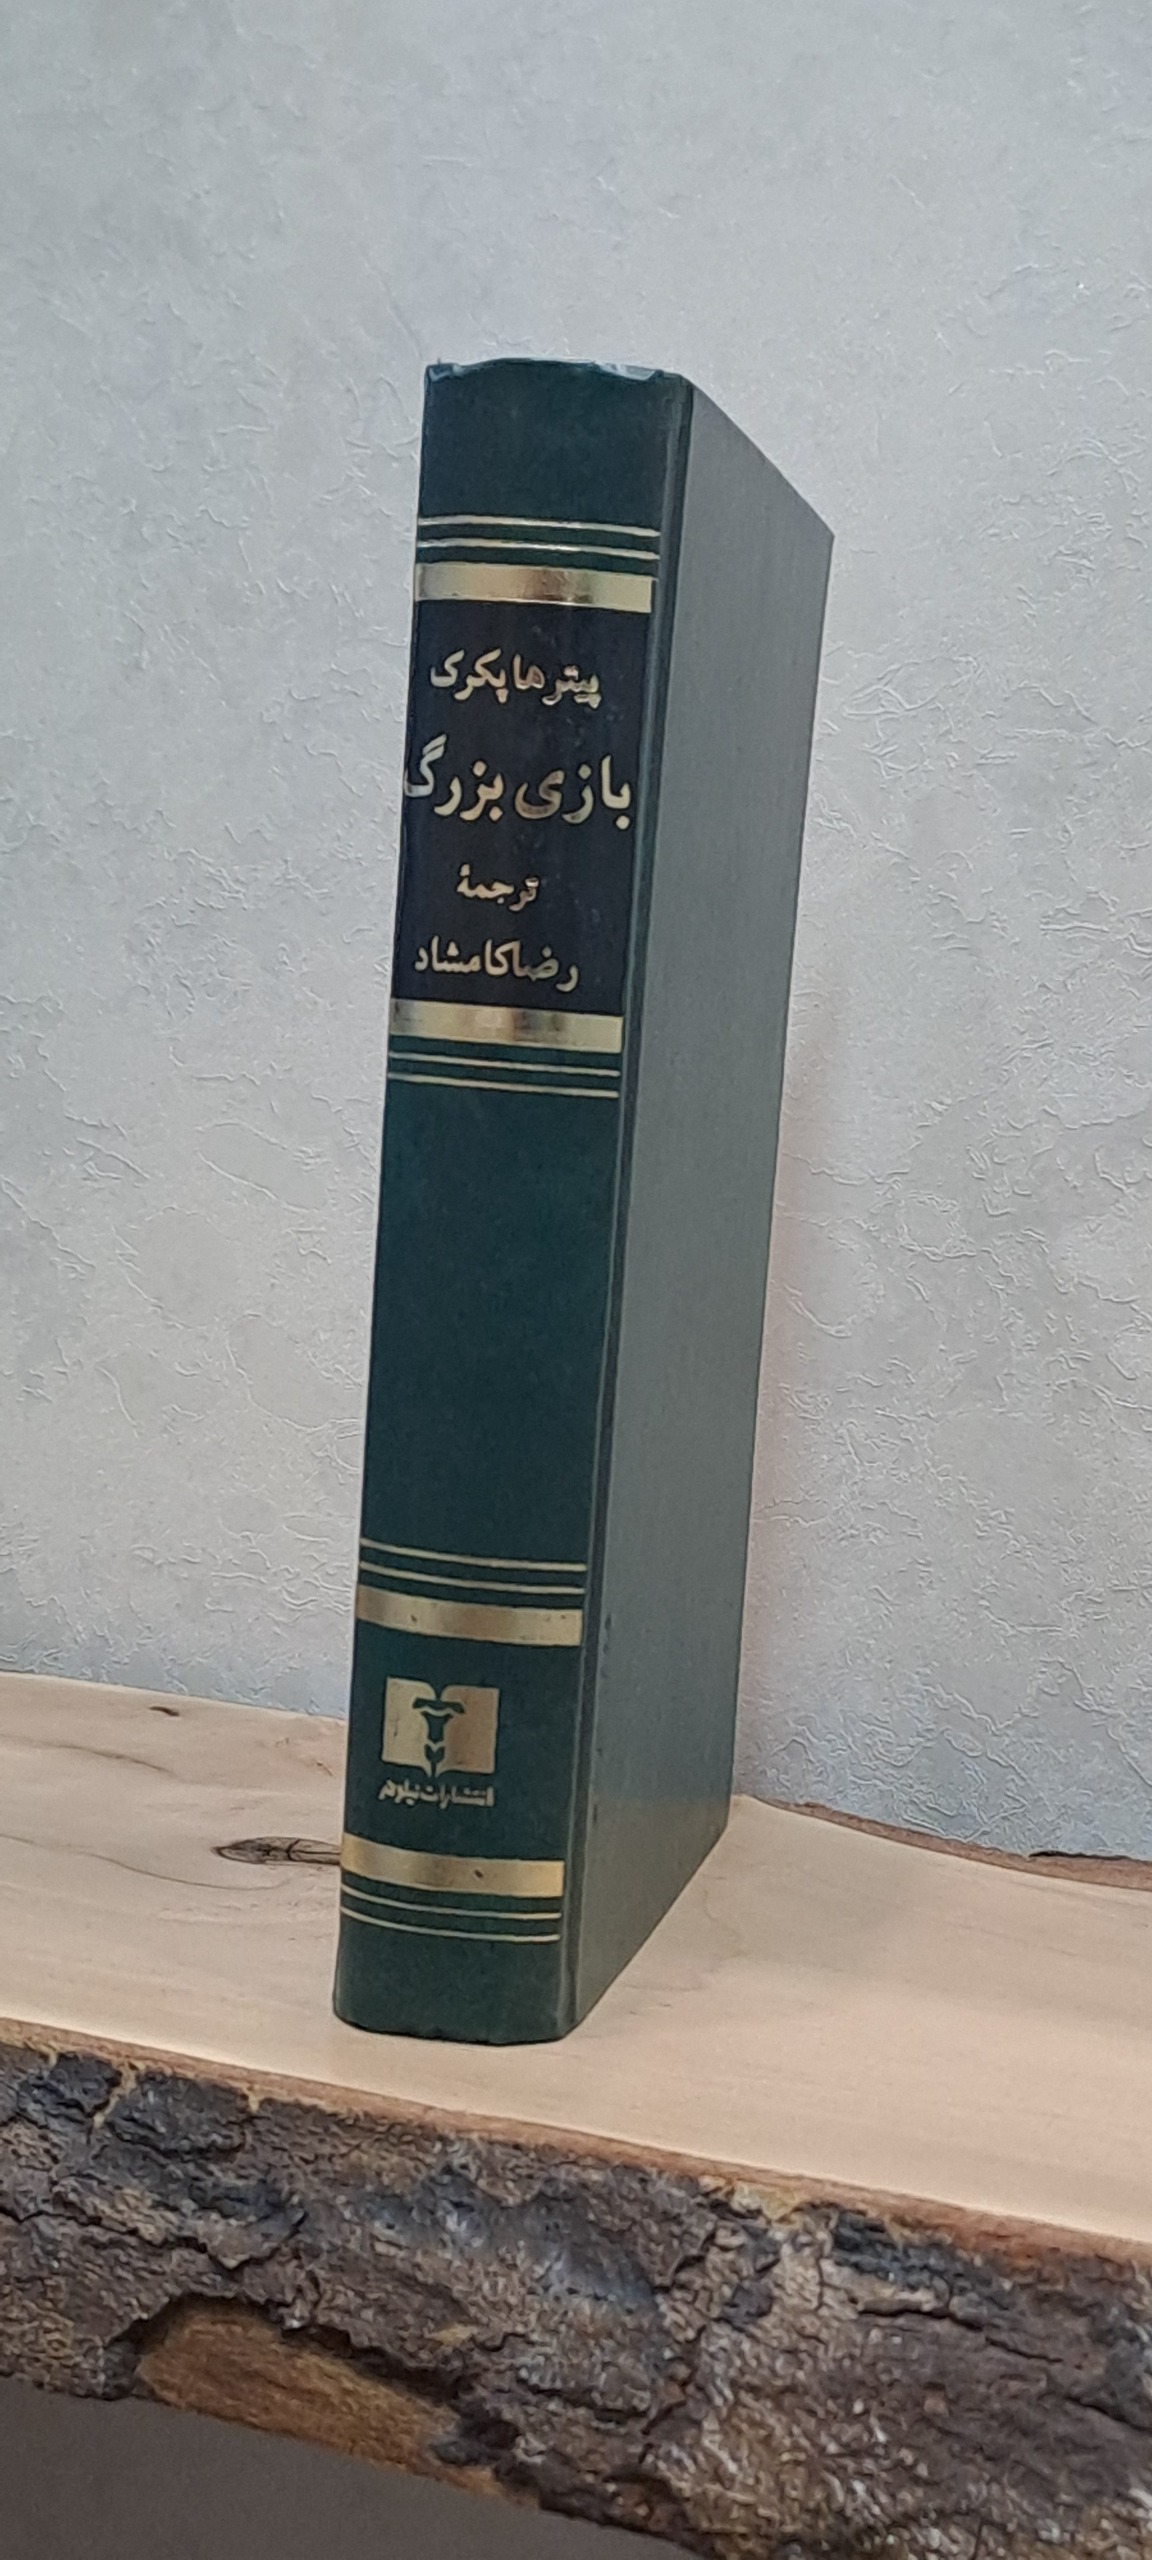 پیتر هاپکرک
بازی بزرگ
ترجمهٔ
رضا کامشاد
انتشارات نیلوفر